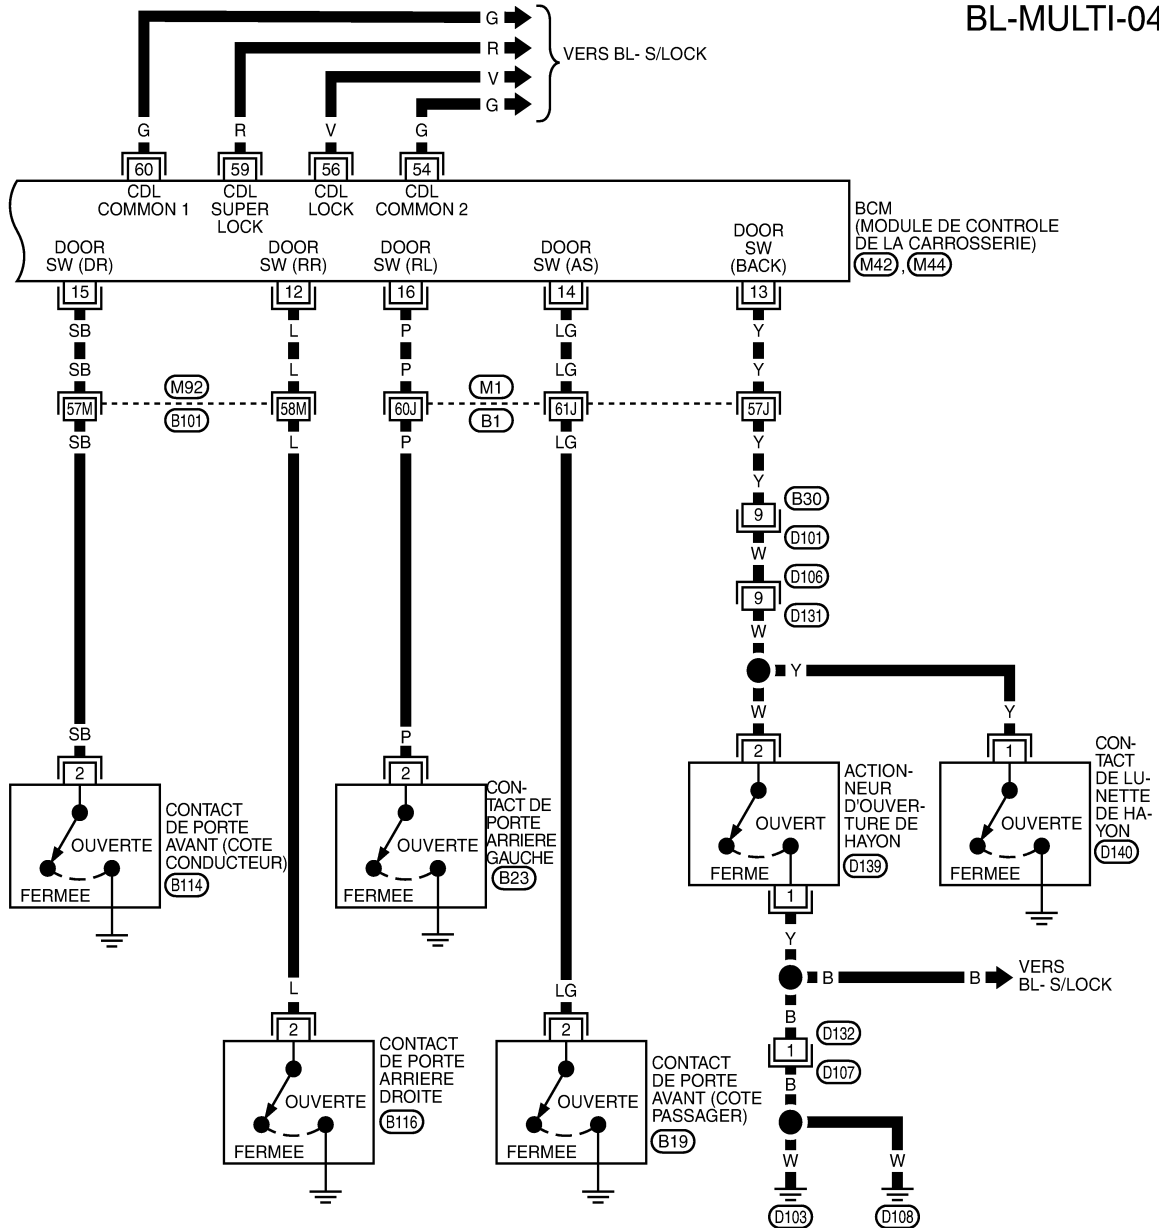 BL-MULTI-04
G
R
V
G
VERS BL- S/LOCK
G R V G
60 59 56 54
CDL
COMMON 1
CDL
SUPER
LOCK
CDL
LOCK
CDL
COMMON 2
BCM
(MODULE DE CONTROLE
DE LA CARROSSERIE)
M42 , M44
DOOR
SW (DR)
DOOR
SW (RR)
DOOR
SW (RL)
DOOR
SW (AS)
DOOR
SW
(BACK)
15 12 16 14 13
SB L P LG Y
SB L P LG Y
M92 M1
57M 58M 60J 61J 57J
B101 B1
SB L P LG Y
Y
B30
9
D101
W
D106
9
D131
W
Y
W Y
SB P
2 2 2 1
CONTACT
DE PORTE
AVANT (COTE
CONDUCTEUR)
B114
OUVERTE
FERMEE
CON-
TACT DE
PORTE
ARRIERE
GAUCHE
B23
OUVERTE
FERMEE
ACTION-
NEUR
D'OUVER-
TURE DE
HAYON
D139
OUVERT
FERME
CON-
TACT
DE LU-
NETTE
DE HA-
YON
D140
OUVERTE
FERMEE
1
Y
B B
VERS
BL- S/LOCK
L LG
2 2
CONTACT
DE PORTE
ARRIERE
DROITE
B116
OUVERTE
FERMEE
CONTACT
DE PORTE
AVANT (COTE
PASSAGER)
B19
OUVERTE
FERMEE
B
D132
1
D107
B
W W
D103 D108